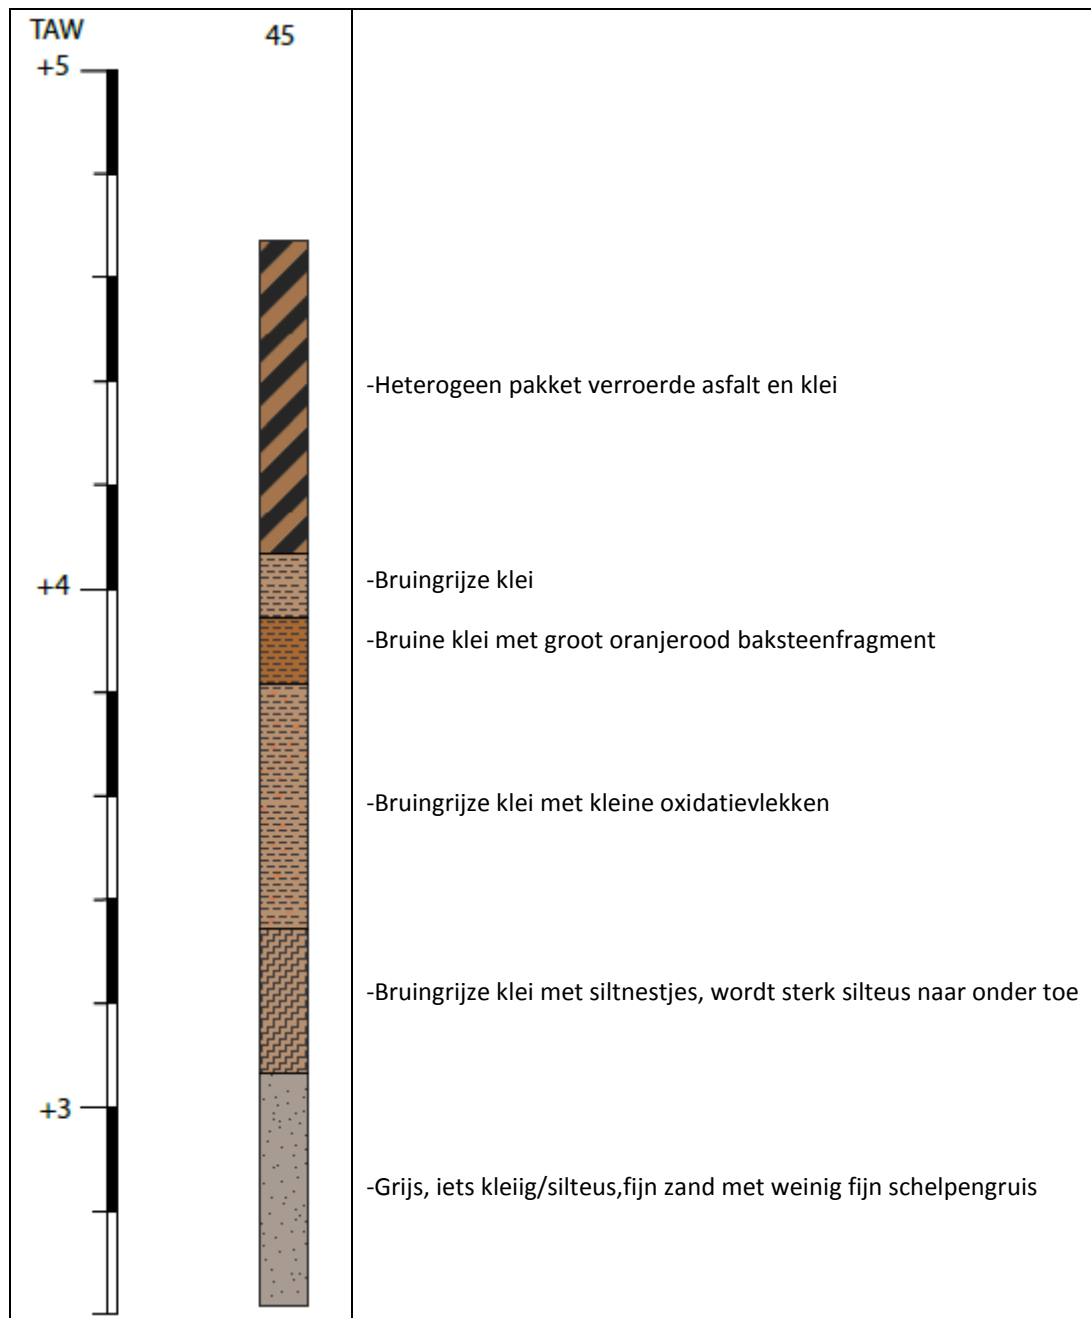 TAW
45
+5
-Heterogeen pakket verroerde asfalt en klei
+4
-Bruingrijze klei
-Bruine klei met groot oranjerood baksteenfragment
-Bruingrijze klei met kleine oxidatievlekken
-Bruingrijze klei met siltnestjes, wordt sterk silteus naar onder toe
+3
-Grijs, iets kleiig/silteus,fijn zand met weinig fijn schelpengruis